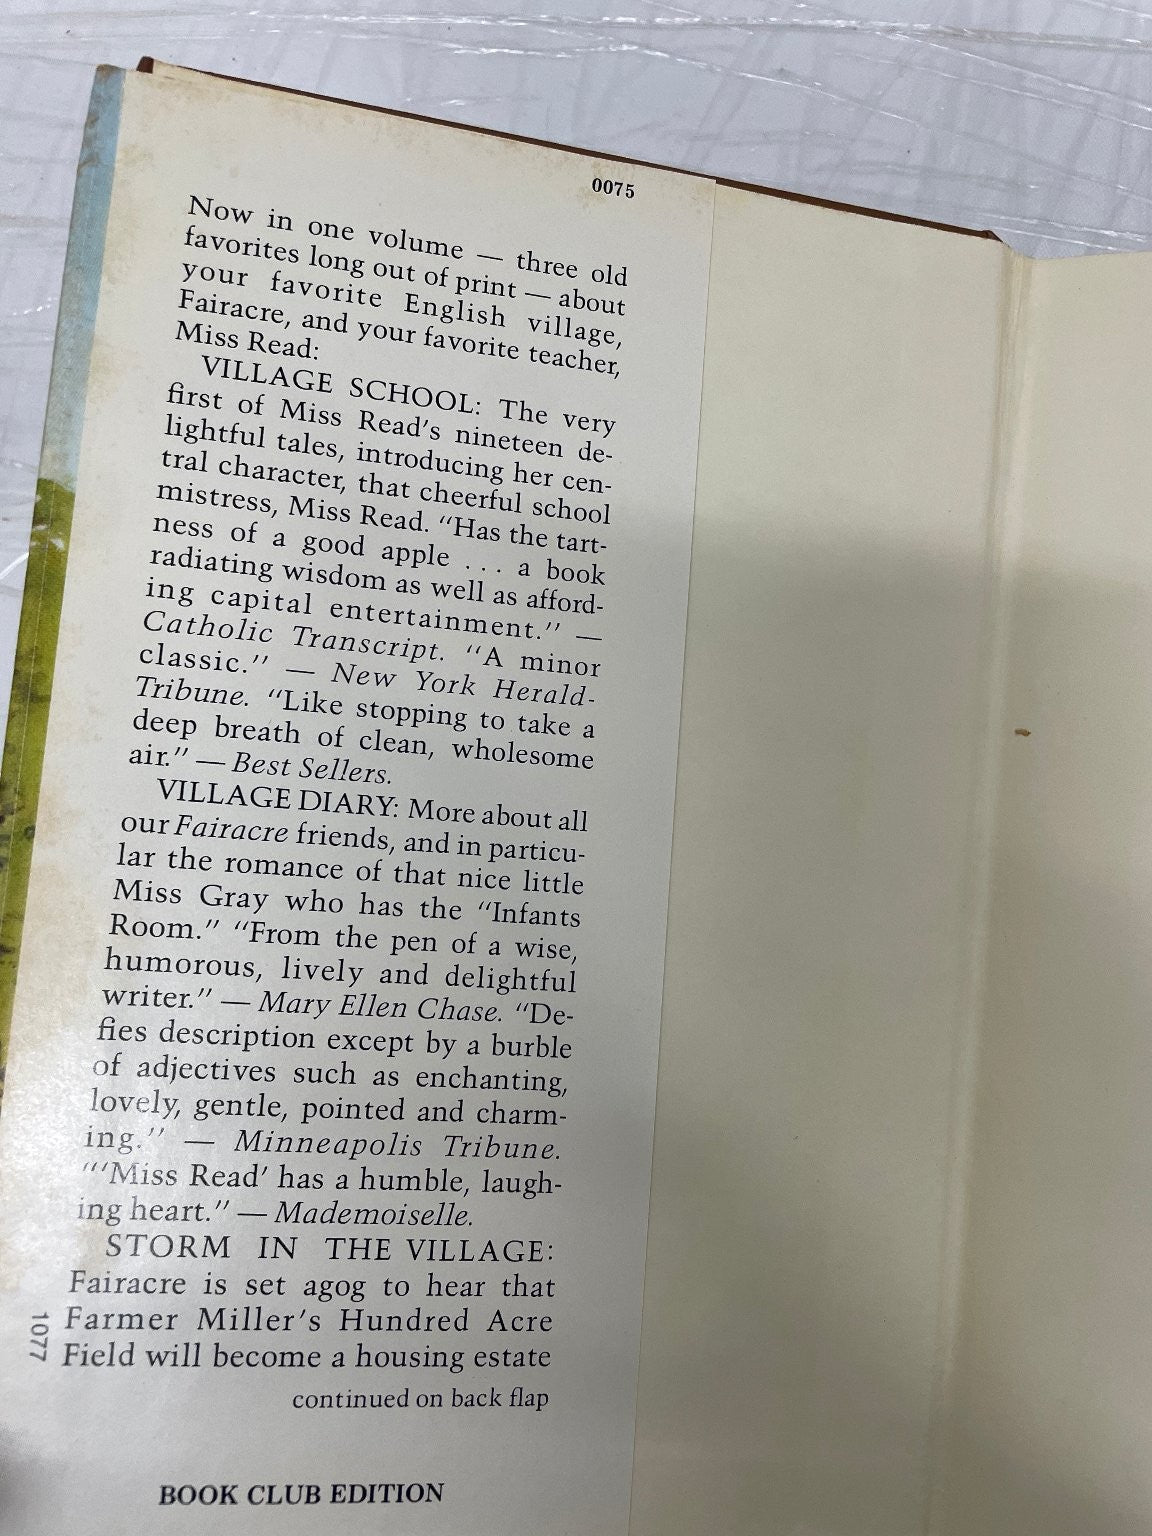 0075
Now in one volume — three old
favorites long out of print — about
your favorite English village,
Fairacre, and your favorite teacher,
Miss Read:
VILLAGE SCHOOL: The very
first of Miss Read's nineteen de-
lightful tales, introducing her cen-
tral character, that cheerful school
mistress, Miss Read. "Has the tart-
ness of a good apple . . . a book
radiating wisdom as well as afford-
ing capital entertainment." —
Catholic Transcript. "A minor
classic." — New York Herald-
Tribune. "Like stopping to take a
deep breath of clean, wholesome
air." — Best Sellers.
VILLAGE DIARY: More about all
our Fairacre friends, and in particu-
lar the romance of that nice little
Miss Gray who has the "Infants
Room." "From the pen of a wise,
humorous, lively and delightful
writer." — Mary Ellen Chase. "De-
fies description except by a burble
of adjectives such as enchanting,
lovely, gentle, pointed and charm-
ing." — Minneapolis Tribune.
"'Miss Read' has a humble, laugh-
ing heart." — Mademoiselle.
STORM IN THE VILLAGE:
Fairacre is set agog to hear that
Farmer Miller's Hundred Acre
Field will become a housing estate
continued on back flap
1077
BOOK CLUB EDITION